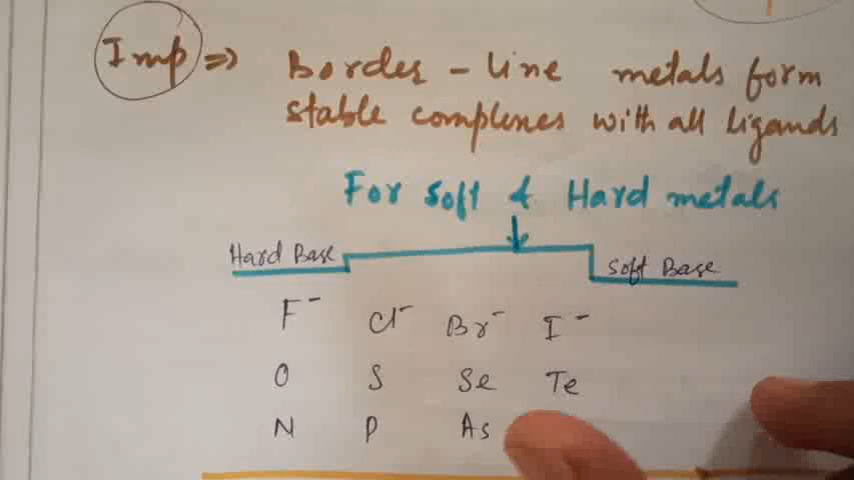 Imp ⇒ Border - line metals form
stable complexes with all ligands
For soft & Hard metals
Hard Base
Soft Base
F⁻ Cl⁻ Br⁻ I⁻
O S Se Te
N P As